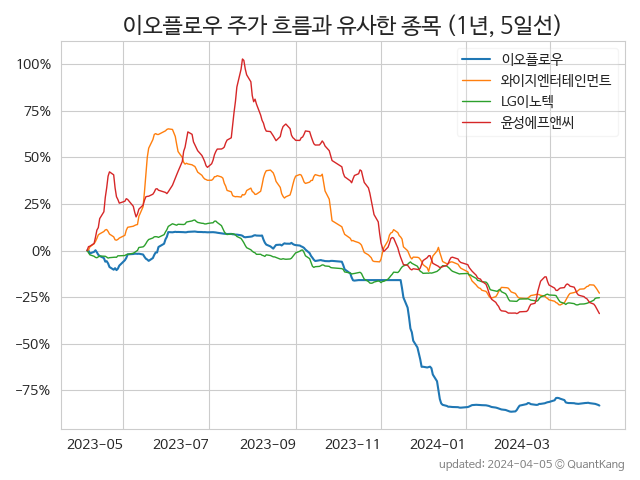 이오플로우 주가 흐름과 유사한 종목 (1년, 5일선)
이오플로우
와이지엔터테인먼트
LG이노텍
윤성에프앤씨
100%
75%
50%
25%
0%
−25%
−50%
−75%
2023-05 2023-07 2023-09 2023-11 2024-01 2024-03
updated: 2024-04-05 © QuantKang